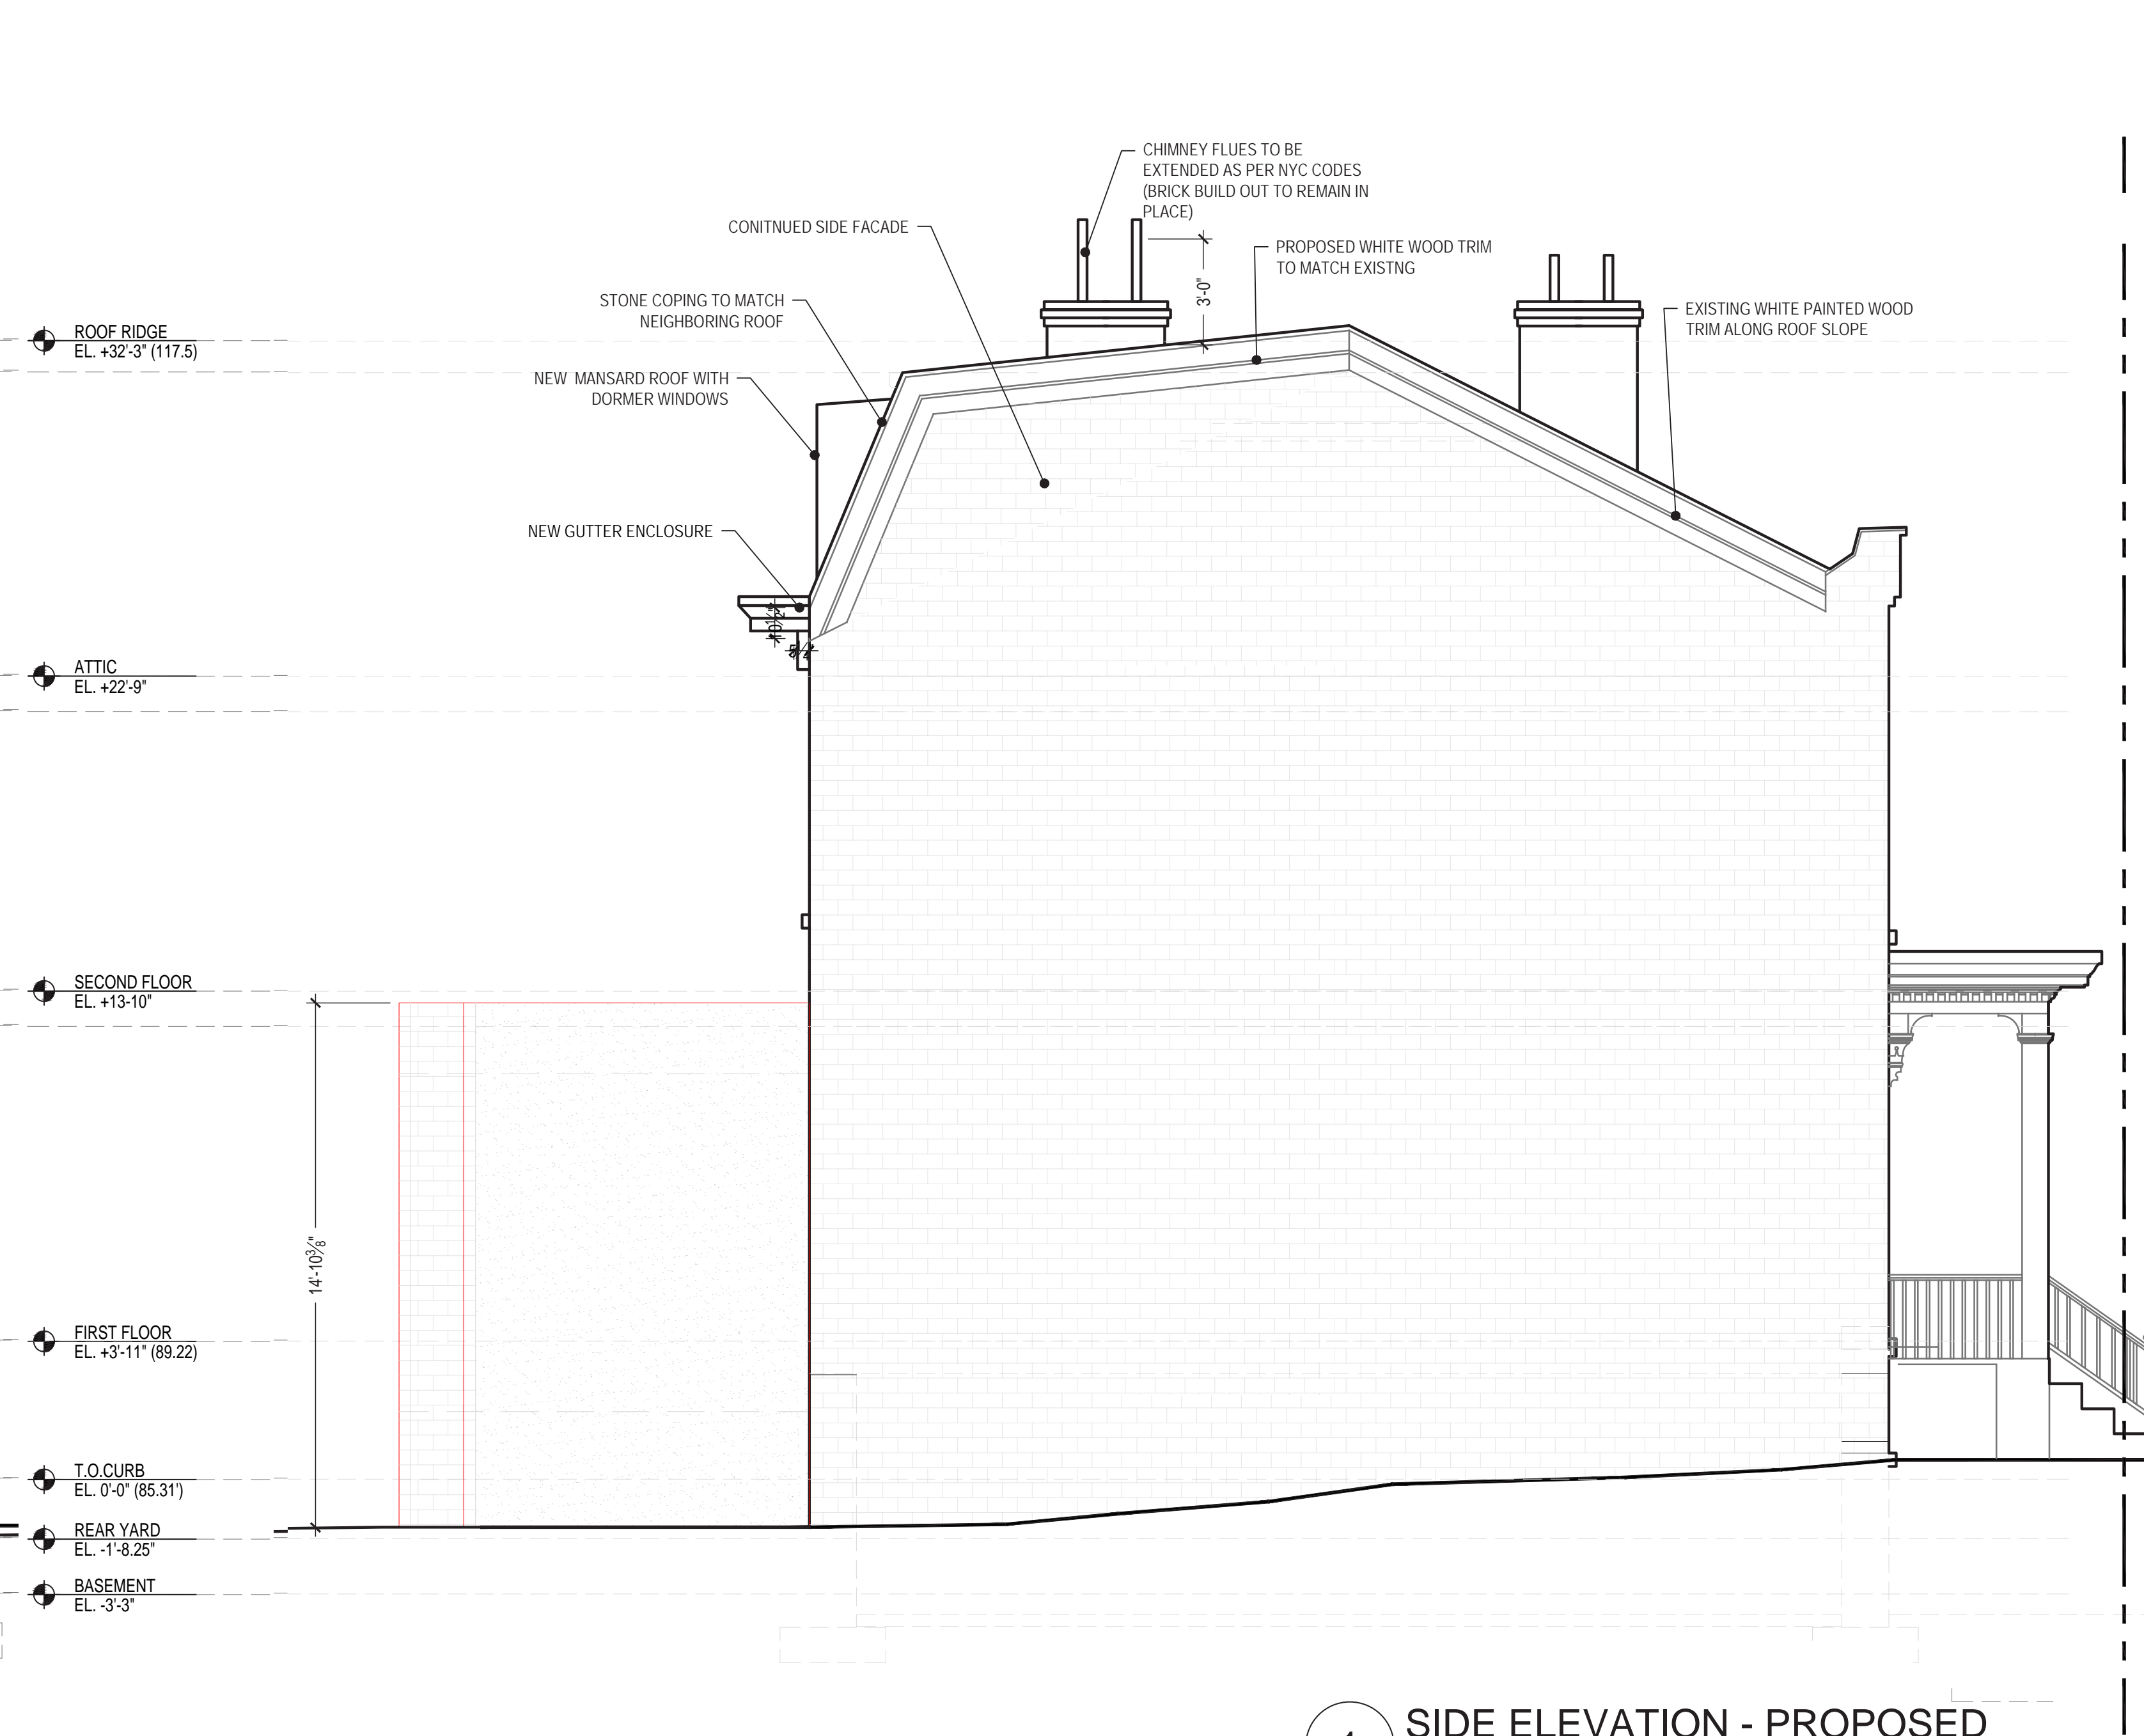 CHIMNEY FLUES TO BE
EXTENDED AS PER NYC CODES
(BRICK BUILD OUT TO REMAIN IN
PLACE)
CONITNUED SIDE FACADE
PROPOSED WHITE WOOD TRIM
TO MATCH EXISTNG
3'-0"
STONE COPING TO MATCH
NEIGHBORING ROOF
EXISTING WHITE PAINTED WOOD
TRIM ALONG ROOF SLOPE
ROOF RIDGE
EL. +32'-3" (117.5)
NEW MANSARD ROOF WITH
DORMER WINDOWS
NEW GUTTER ENCLOSURE
10½"
ATTIC
EL. +22'-9"
SECOND FLOOR
EL. +13-10"
14'-10⅜"
FIRST FLOOR
EL. +3'-11" (89.22)
T.O.CURB
EL. 0'-0" (85.31')
REAR YARD
EL. -1'-8.25"
BASEMENT
EL. -3'-3"
SIDE ELEVATION - PROPOSED